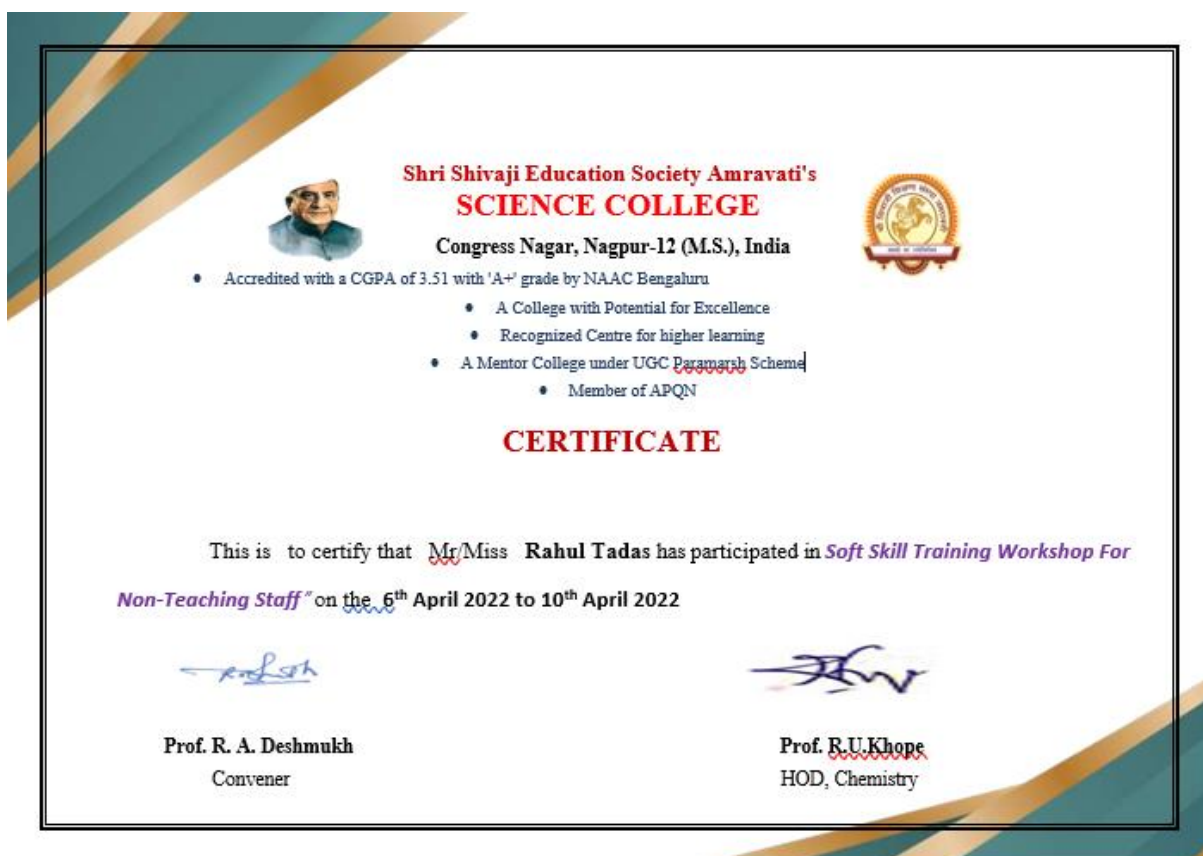 Shri Shivaji Education Society Amravati's
SCIENCE COLLEGE
Congress Nagar, Nagpur-12 (M.S.), India
● Accredited with a CGPA of 3.51 with 'A+' grade by NAAC Bengaluru
● A College with Potential for Excellence
● Recognized Centre for higher learning
● A Mentor College under UGC Paramarsh Scheme
● Member of APQN
CERTIFICATE
This is to certify that Mr/Miss Rahul Tadas has participated in Soft Skill Training Workshop For
Non-Teaching Staff" on the 6th April 2022 to 10th April 2022
Prof. R. A. Deshmukh
Convener
Prof. R.U.Khope
HOD, Chemistry